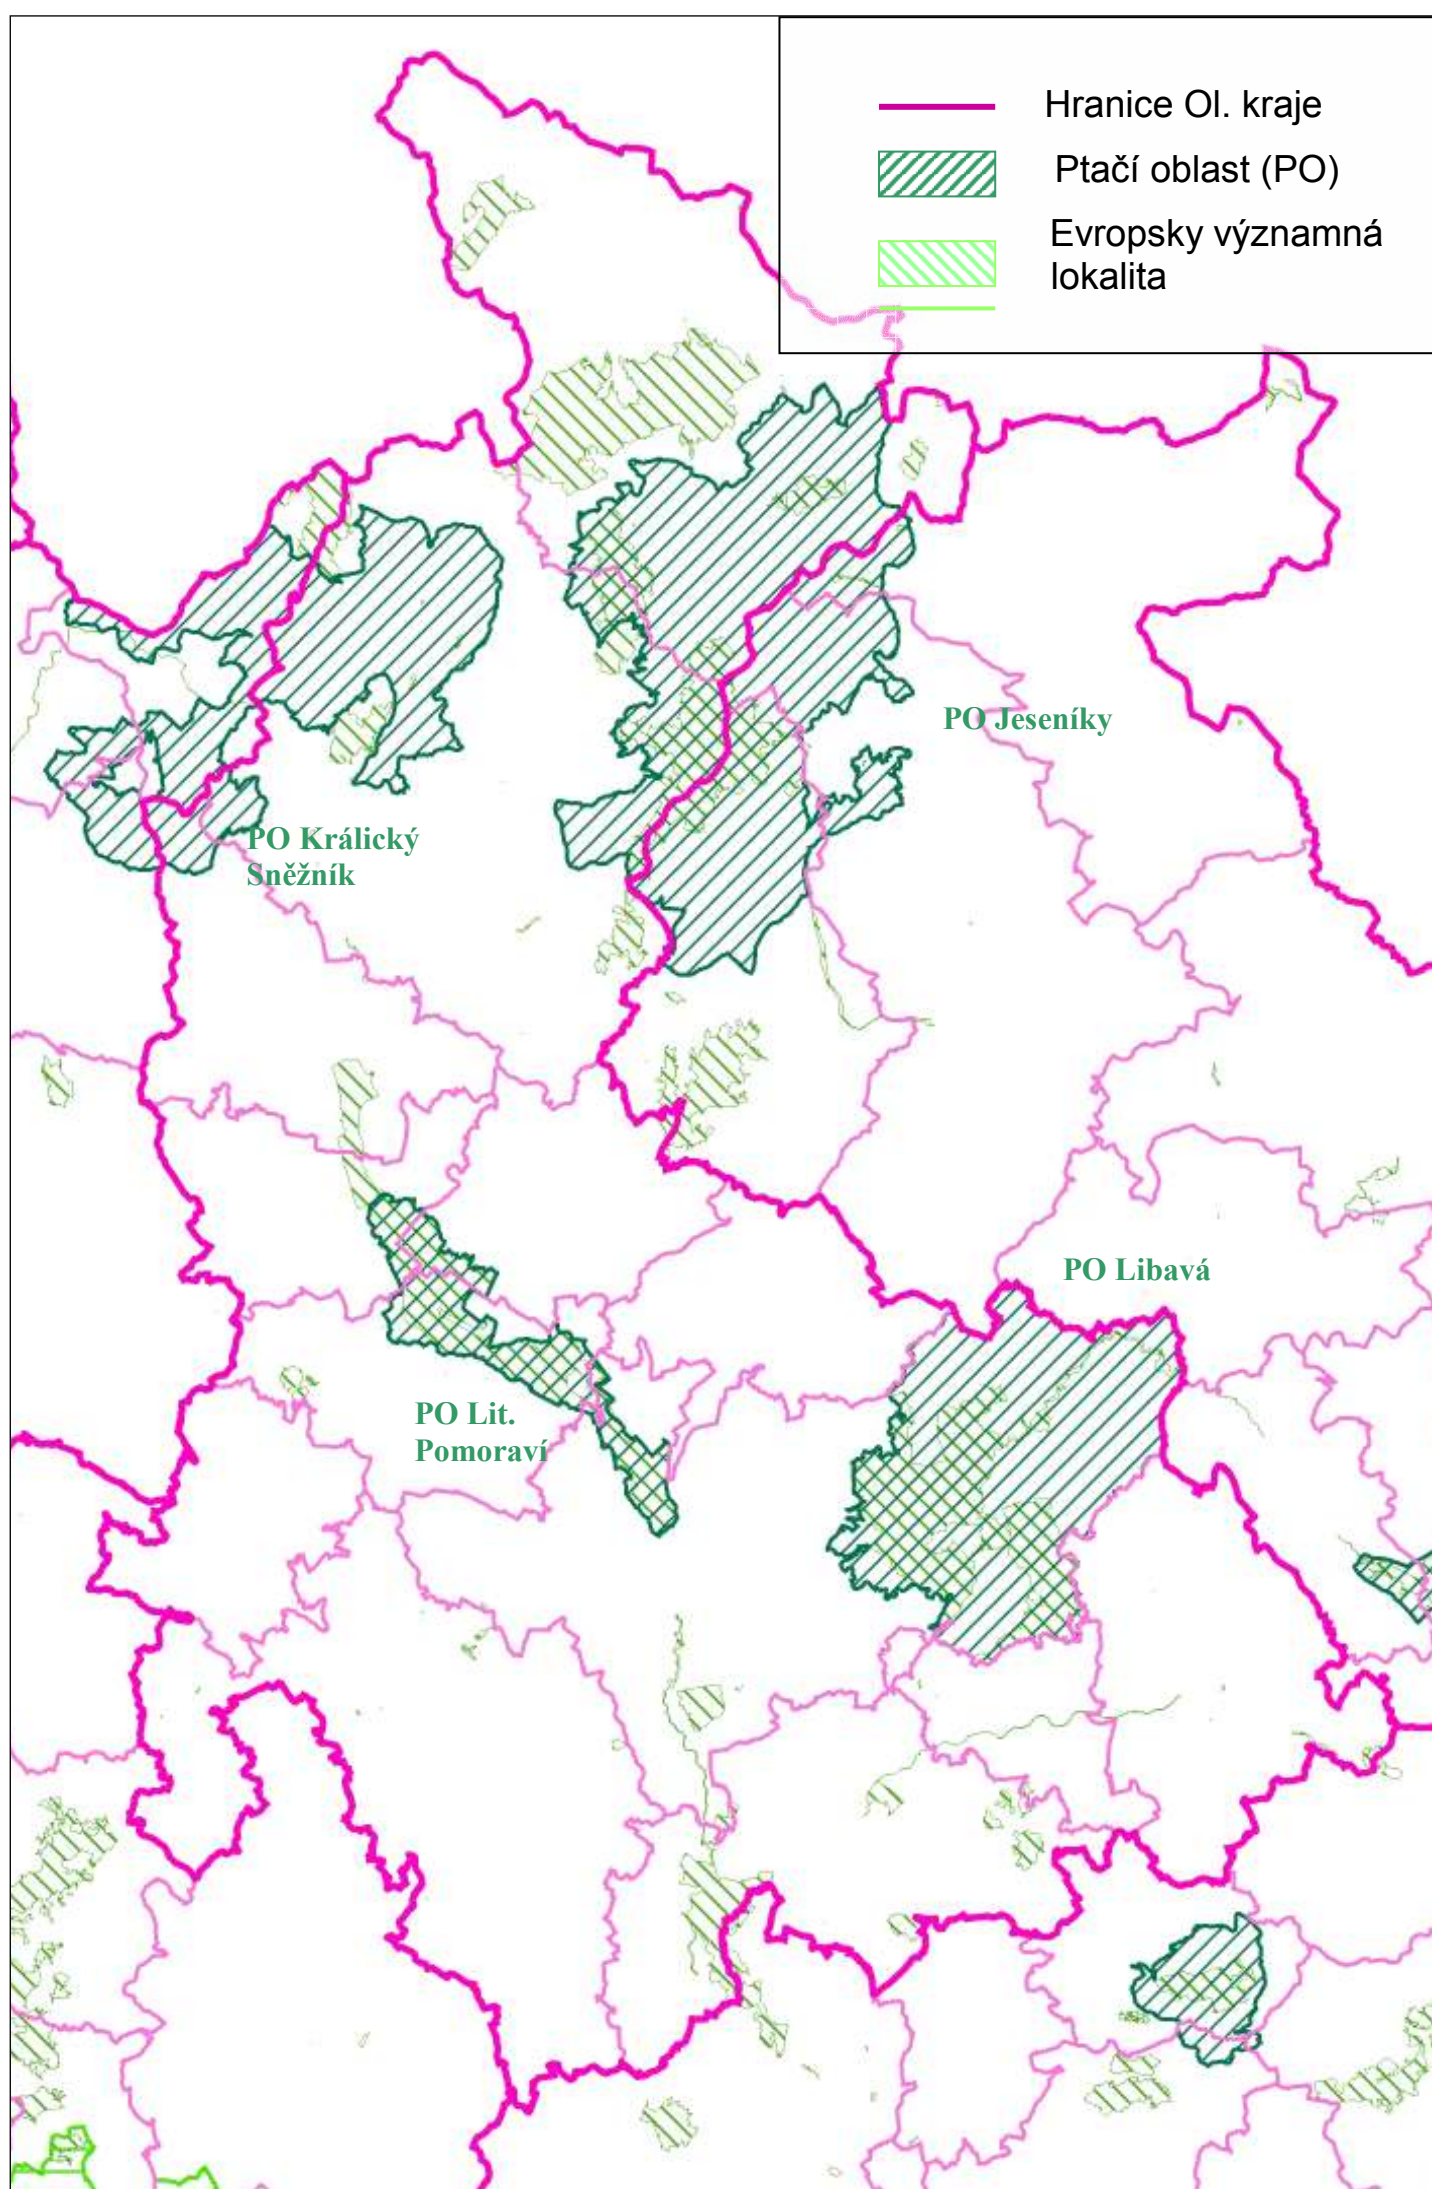 Hranice Ol. kraje
Ptačí oblast (PO)
Evropsky významná
lokalita
PO Jeseníky
PO Králický
Sněžník
PO Libavá
PO Lit.
Pomoraví